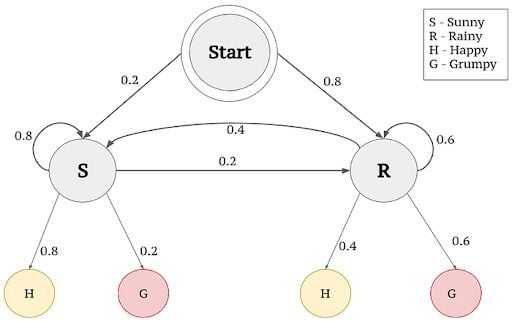 Start
S - Sunny
R - Rainy
H - Happy
G - Grumpy
0.2
0.8
0.8
0.4
0.6
S
0.2
R
0.8
0.2
0.4
0.6
H
G
H
G